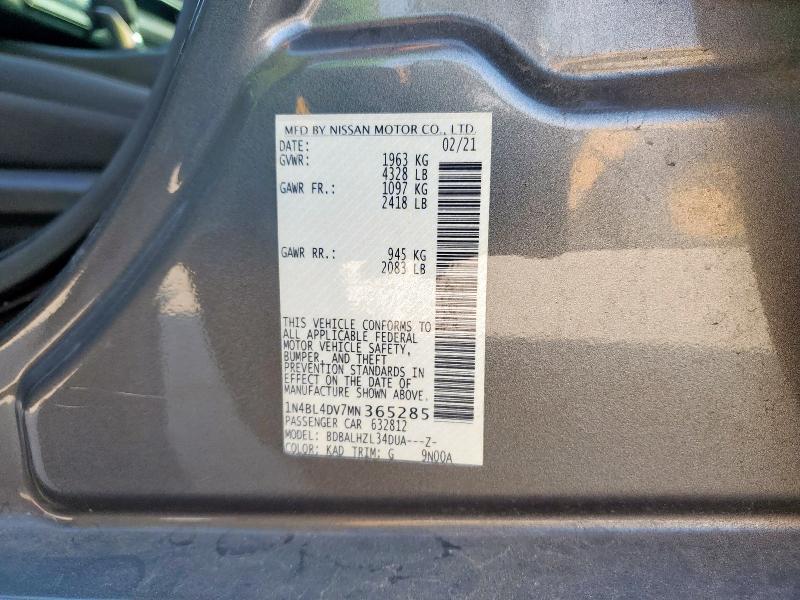 MFD BY NISSAN MOTOR CO., LTD.
DATE: 02/21
GVWR: 1963 KG
4328 LB
GAWR FR.: 1097 KG
2418 LB
GAWR RR.: 945 KG
2083 LB
THIS VEHICLE CONFORMS TO
ALL APPLICABLE FEDERAL
MOTOR VEHICLE SAFETY,
BUMPER, AND THEFT
PREVENTION STANDARDS IN
EFFECT ON THE DATE OF
MANUFACTURE SHOWN ABOVE.
1N4BL4DV7MN365285
PASSENGER CAR 632812
MODEL: BDBALHZL34DUA---Z-
COLOR: KAD TRIM: G 9N00A